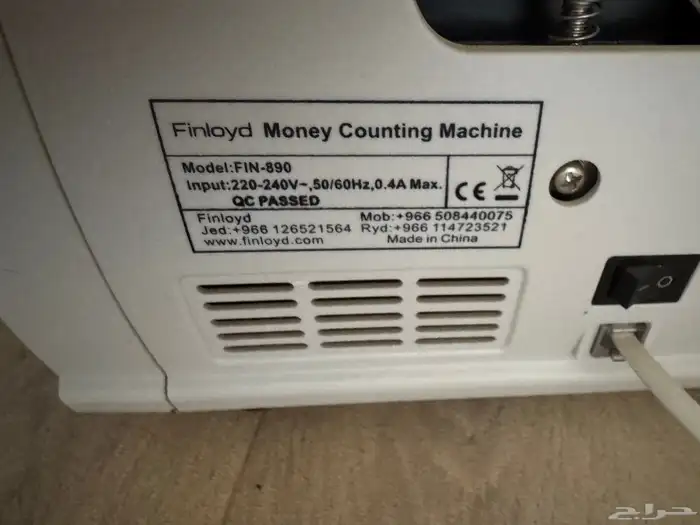 Finloyd Money Counting Machine
Model:FIN-890
Input:220-240V~,50/60Hz,0.4A Max.
QC PASSED
CE
Finloyd Mob:+966 508440075
Jed:+966 126521564 Ryd:+966 114723521
www.finloyd.com Made in China
حراج